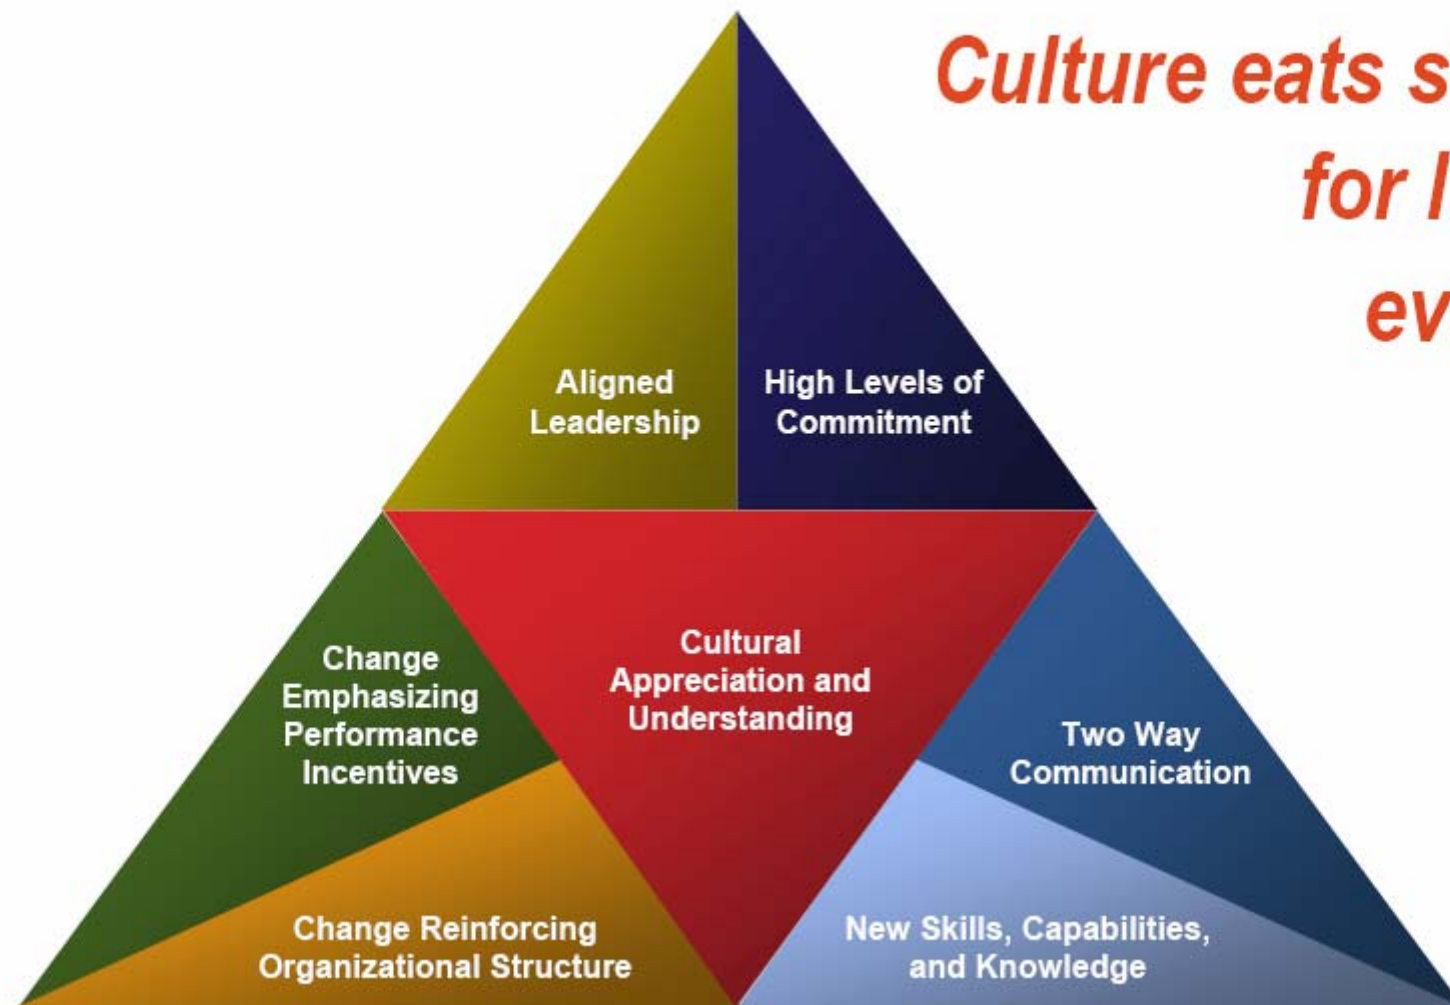 Culture eats
for
Aligned
Leadership
High Levels of
Commitment
Change
Emphasizing
Performance
Incentives
Cultural
Appreciation and
Understanding
Two Way
Communication
Change Reinforcing
Organizational Structure
New Skills, Capabilities,
and Knowledge